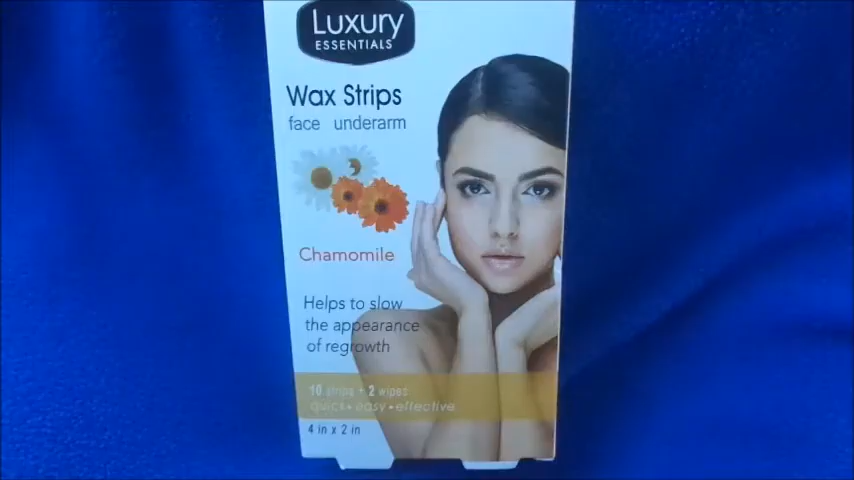 Luxury
ESSENTIALS
Wax Strips
face underarm
Chamomile
Helps to slow
the appearance
of regrowth
10 strips + 2 wipes
quick • easy • effective
4 in x 2 in